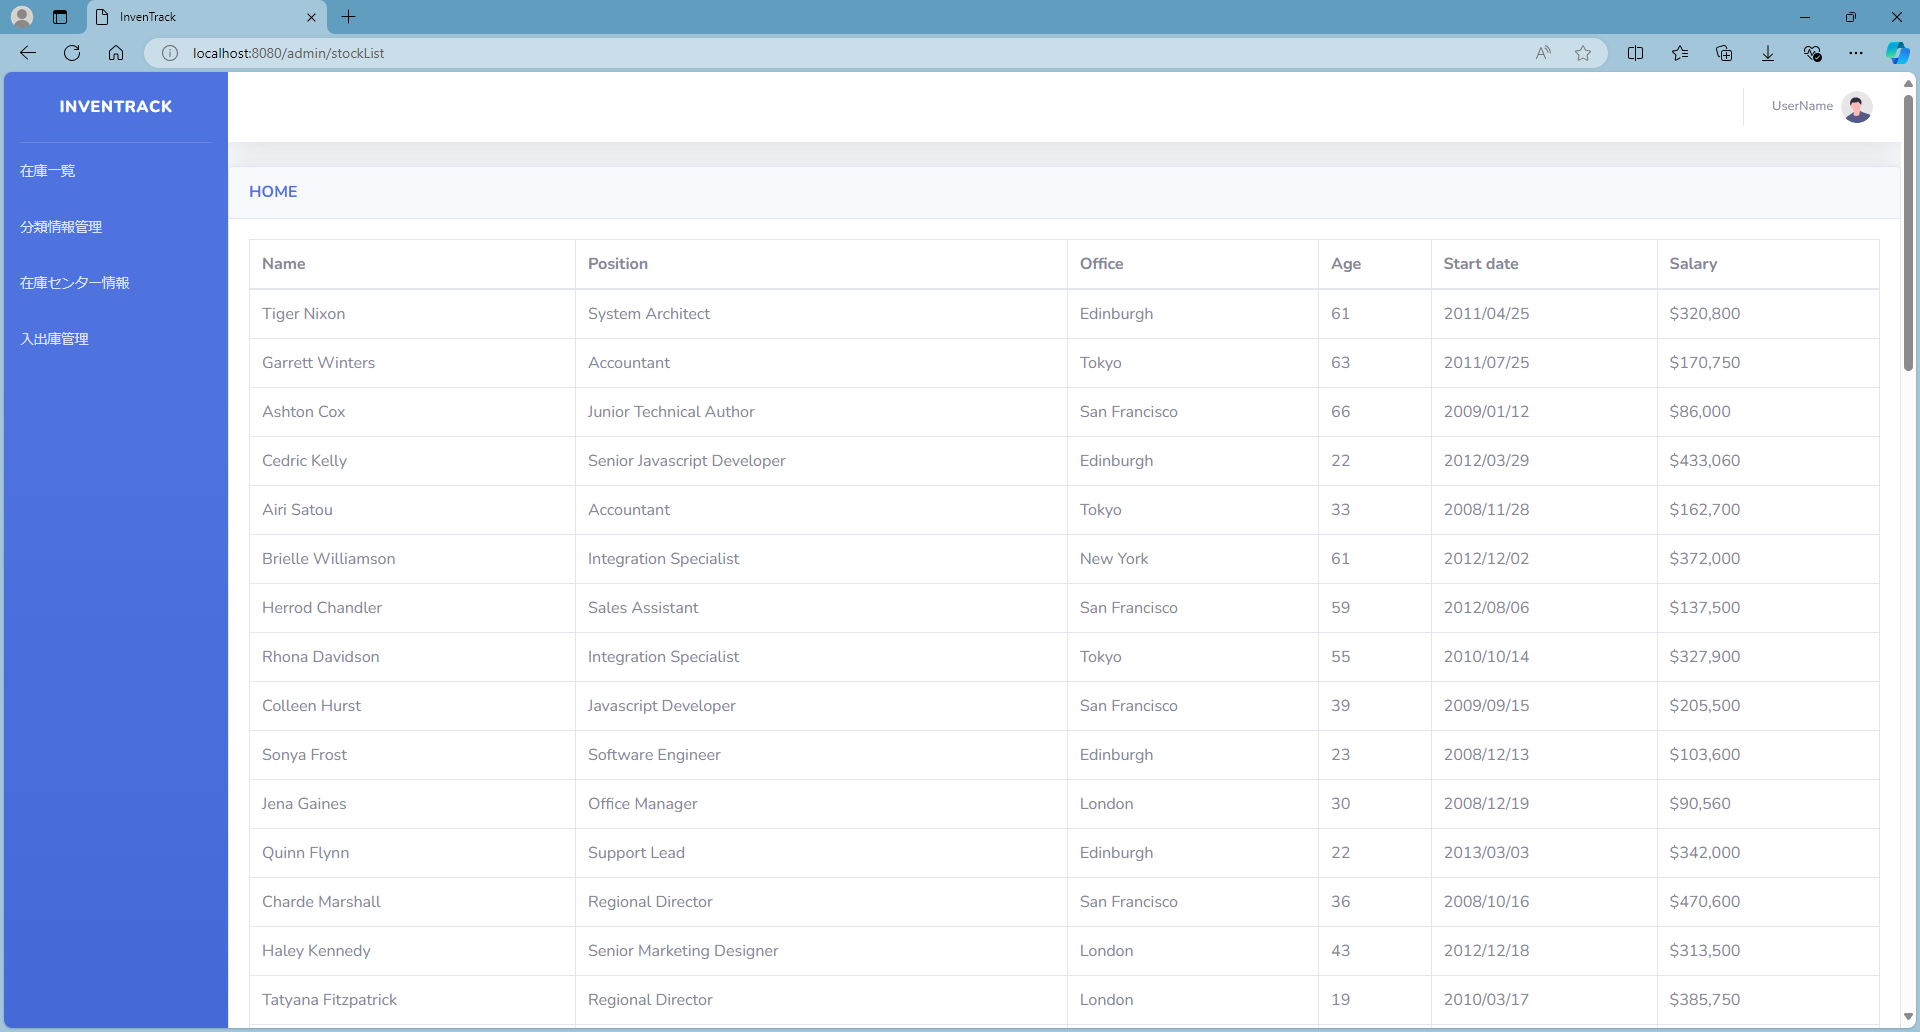 InvenTrack
localhost:8080/admin/stockList
INVENTRACK
UserName
在庫一覧
分類情報管理
在庫センター情報
入出庫管理
HOME
Name Position Office Age Start date Salary
Tiger Nixon System Architect Edinburgh 61 2011/04/25 $320,800
Garrett Winters Accountant Tokyo 63 2011/07/25 $170,750
Ashton Cox Junior Technical Author San Francisco 66 2009/01/12 $86,000
Cedric Kelly Senior Javascript Developer Edinburgh 22 2012/03/29 $433,060
Airi Satou Accountant Tokyo 33 2008/11/28 $162,700
Brielle Williamson Integration Specialist New York 61 2012/12/02 $372,000
Herrod Chandler Sales Assistant San Francisco 59 2012/08/06 $137,500
Rhona Davidson Integration Specialist Tokyo 55 2010/10/14 $327,900
Colleen Hurst Javascript Developer San Francisco 39 2009/09/15 $205,500
Sonya Frost Software Engineer Edinburgh 23 2008/12/13 $103,600
Jena Gaines Office Manager London 30 2008/12/19 $90,560
Quinn Flynn Support Lead Edinburgh 22 2013/03/03 $342,000
Charde Marshall Regional Director San Francisco 36 2008/10/16 $470,600
Haley Kennedy Senior Marketing Designer London 43 2012/12/18 $313,500
Tatyana Fitzpatrick Regional Director London 19 2010/03/17 $385,750